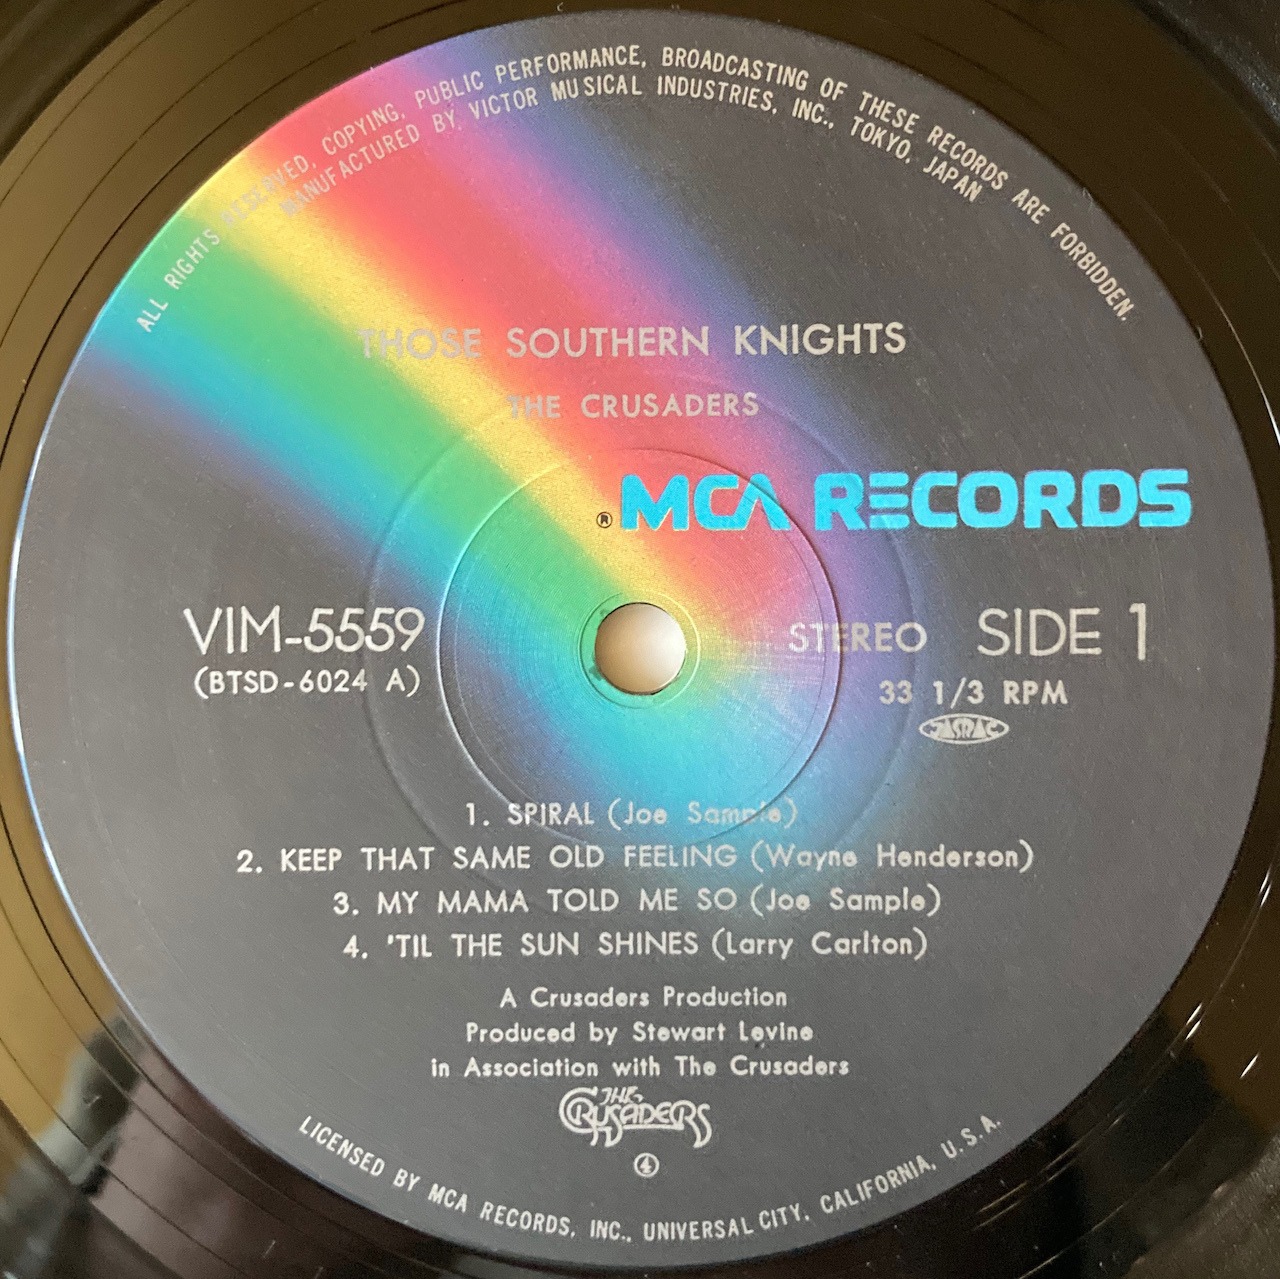 ALL RIGHTS RESERVED, COPYING, PUBLIC PERFORMANCE, BROADCASTING OF THESE RECORDS ARE FORBIDDEN.
MANUFACTURED BY VICTOR MUSICAL INDUSTRIES, INC., TOKYO, JAPAN
THOSE SOUTHERN KNIGHTS
THE CRUSADERS
® MCA RECORDS
VIM-5559
(BTSD-6024 A)
STEREO SIDE 1
33 1/3 RPM
JASRAC
1. SPIRAL (Joe Sample)
2. KEEP THAT SAME OLD FEELING (Wayne Henderson)
3. MY MAMA TOLD ME SO (Joe Sample)
4. 'TIL THE SUN SHINES (Larry Carlton)
A Crusaders Production
Produced by Stewart Levine
in Association with The Crusaders
THE CRUSADERS
④
LICENSED BY MCA RECORDS, INC., UNIVERSAL CITY, CALIFORNIA, U.S.A.